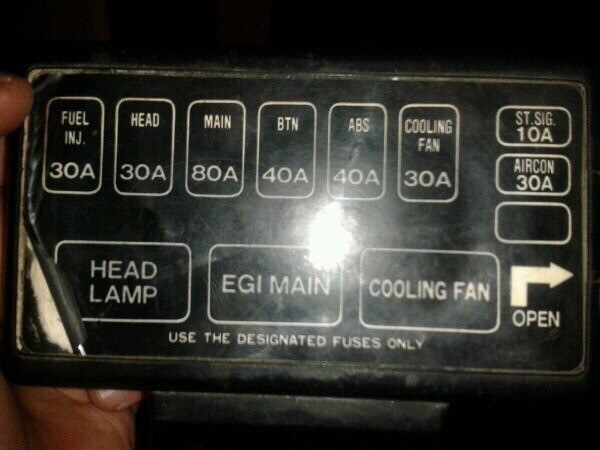 FUEL
INJ.
30A
HEAD
30A
MAIN
80A
BTN
40A
ABS
40A
COOLING
FAN
30A
ST.SIG.
10A
AIRCON
30A
HEAD
LAMP
EGI MAIN
COOLING FAN
OPEN
USE THE DESIGNATED FUSES ONLY